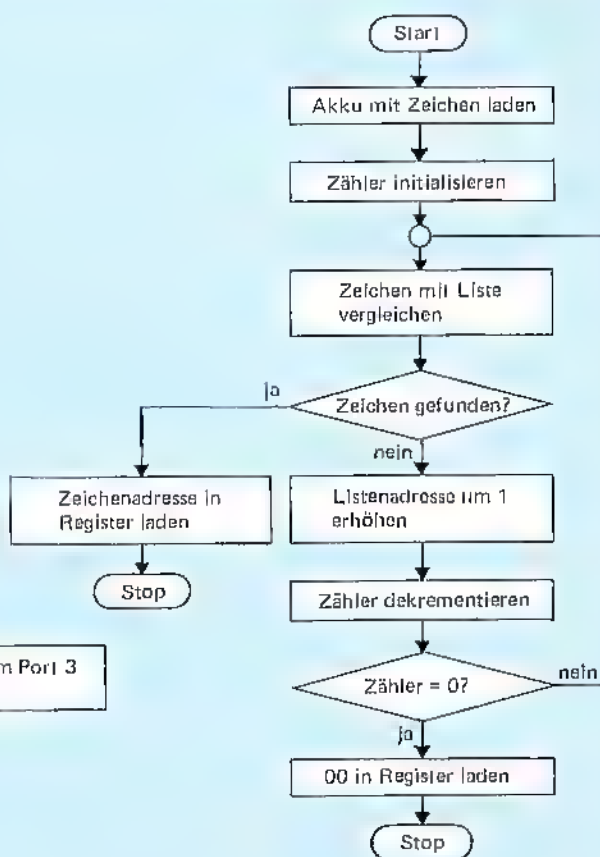 Start
Akku mit Zeichen laden
Zähler initialisieren
Zeichen mit Liste
vergleichen
ja
Zeichen gefunden?
nein
Zeichenadresse in
Register laden
Listenadresse um 1
erhöhen
Stop
Zähler dekrementieren
m Port 3
Zähler = 0?
nein
ja
00 in Register laden
Stop